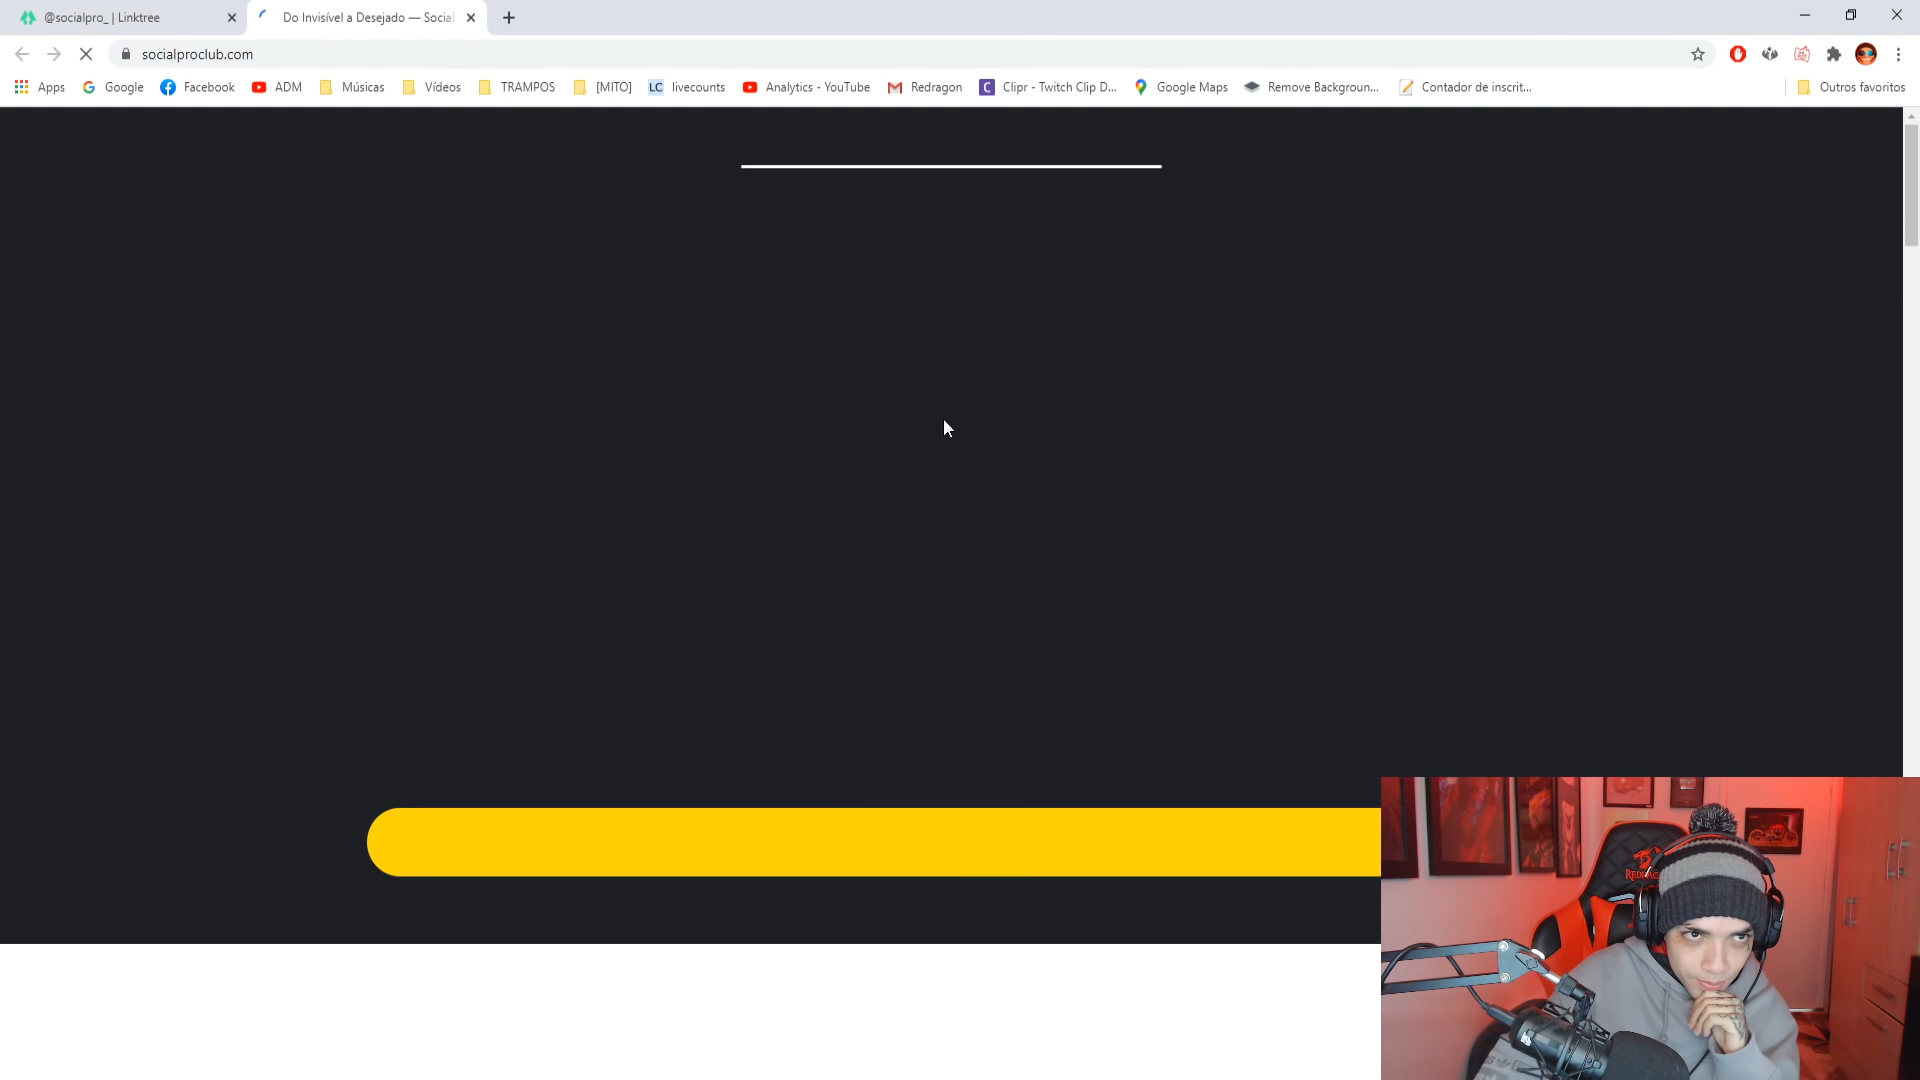 @socialpro_ | Linktree
Do Invisível a Desejado — Social
socialproclub.com
Apps
Google
Facebook
ADM
Músicas
Vídeos
TRAMPOS
[MITO]
LC livecounts
Analytics - YouTube
Redragon
C Clipr - Twitch Clip D...
Google Maps
Remove Backgroun...
Contador de inscrit...
Outros favoritos